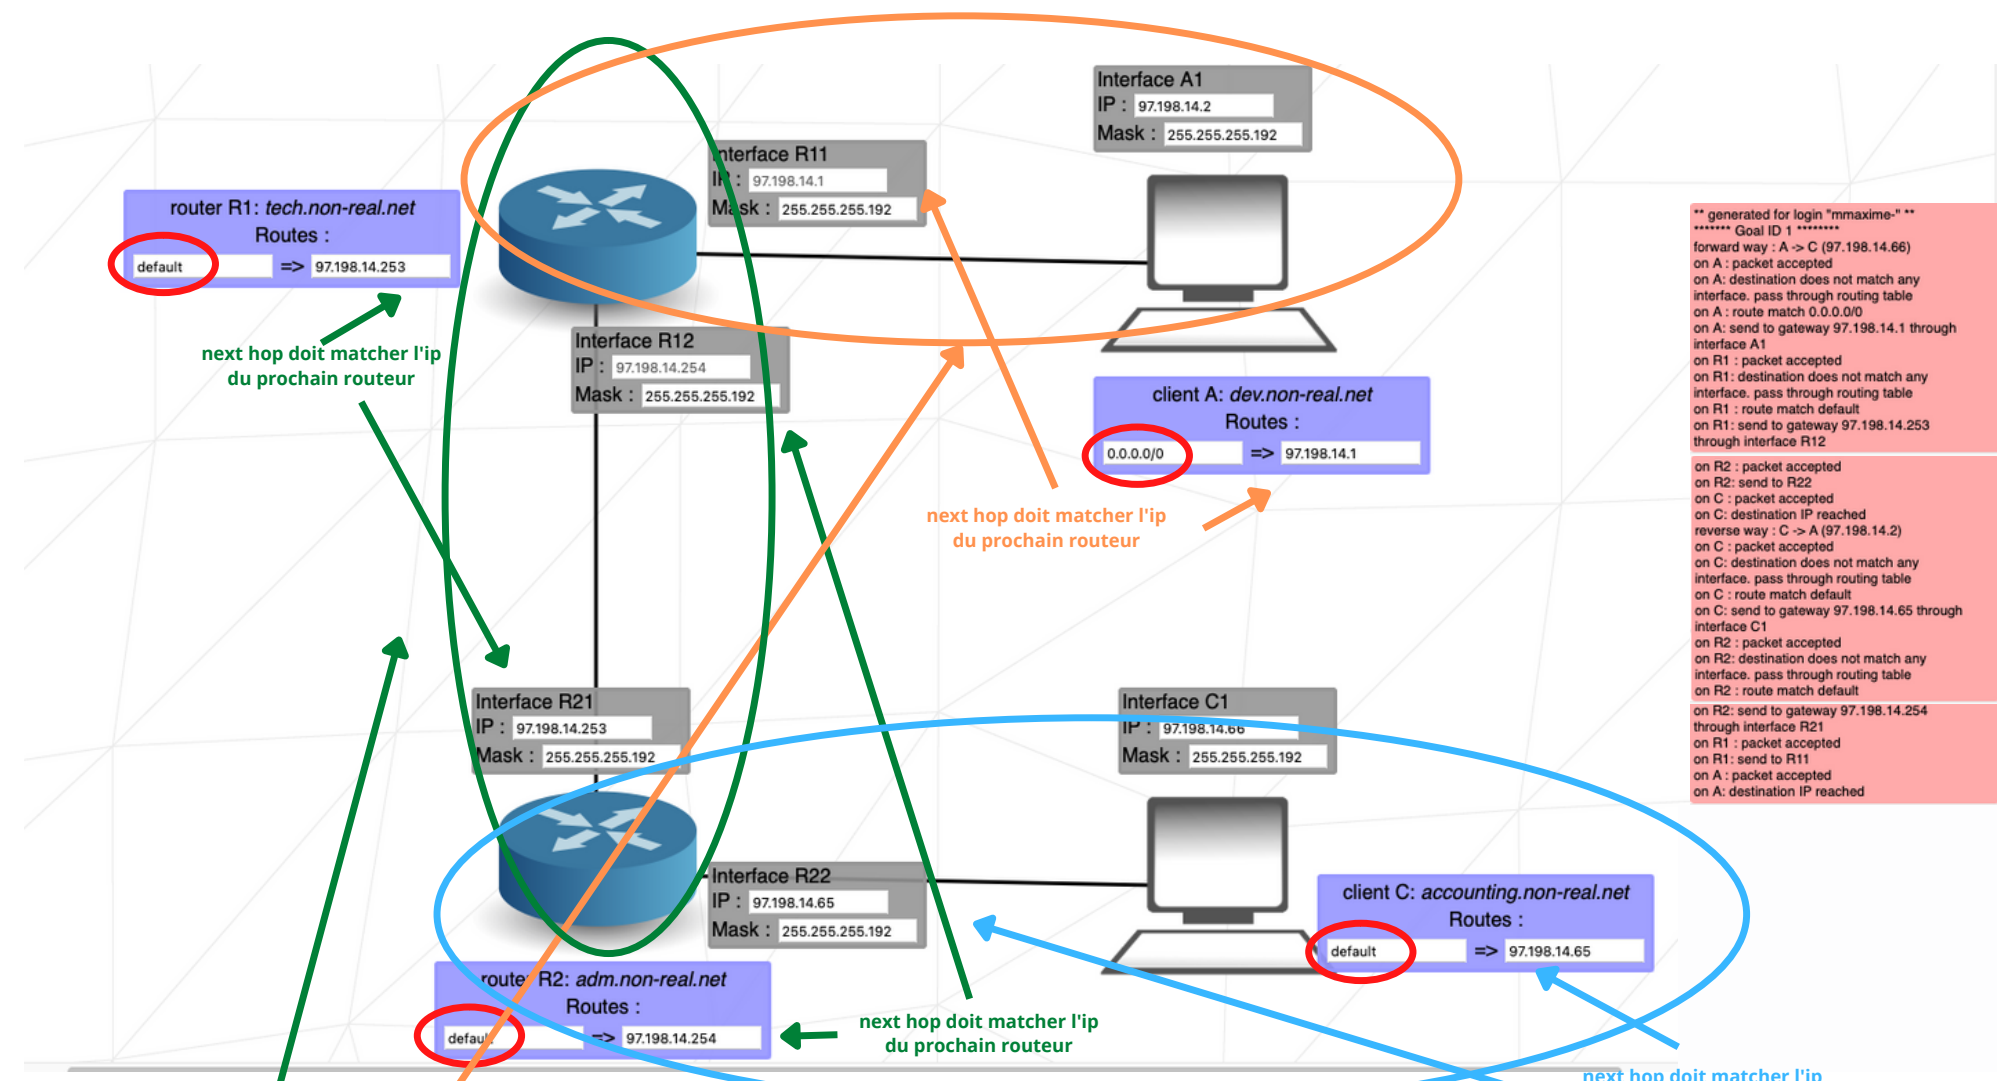 Interface A1
IP : 97.198.14.2
Mask : 255.255.255.192
Interface R11
IP : 97.198.14.1
Mask : 255.255.255.192
router R1: tech.non-real.net
Routes :
default => 97.198.14.253
next hop doit matcher l'ip
du prochain routeur
Interface R12
IP : 97.198.14.254
Mask : 255.255.255.192
client A: dev.non-real.net
Routes :
0.0.0.0/0 => 97.198.14.1
next hop doit matcher l'ip
du prochain routeur
Interface R21
IP : 97.198.14.253
Mask : 255.255.255.192
Interface C1
IP : 97.198.14.66
Mask : 255.255.255.192
Interface R22
IP : 97.198.14.65
Mask : 255.255.255.192
client C: accounting.non-real.net
Routes :
default => 97.198.14.65
router R2: adm.non-real.net
Routes :
default => 97.198.14.254
next hop doit matcher l'ip
du prochain routeur
next hop doit matcher l'ip
** generated for login "mmaxime-" **
******* Goal ID 1 ********
forward way : A -> C (97.198.14.66)
on A : packet accepted
on A: destination does not match any
interface. pass through routing table
on A : route match 0.0.0.0/0
on A: send to gateway 97.198.14.1 through
interface A1
on R1 : packet accepted
on R1: destination does not match any
interface. pass through routing table
on R1 : route match default
on R1: send to gateway 97.198.14.253
through interface R12
on R2 : packet accepted
on R2: send to R22
on C : packet accepted
on C: destination IP reached
reverse way : C -> A (97.198.14.2)
on C : packet accepted
on C: destination does not match any
interface. pass through routing table
on C : route match default
on C: send to gateway 97.198.14.65 through
interface C1
on R2 : packet accepted
on R2: destination does not match any
interface. pass through routing table
on R2 : route match default
on R2: send to gateway 97.198.14.254
through interface R21
on R1 : packet accepted
on R1: send to R11
on A : packet accepted
on A: destination IP reached